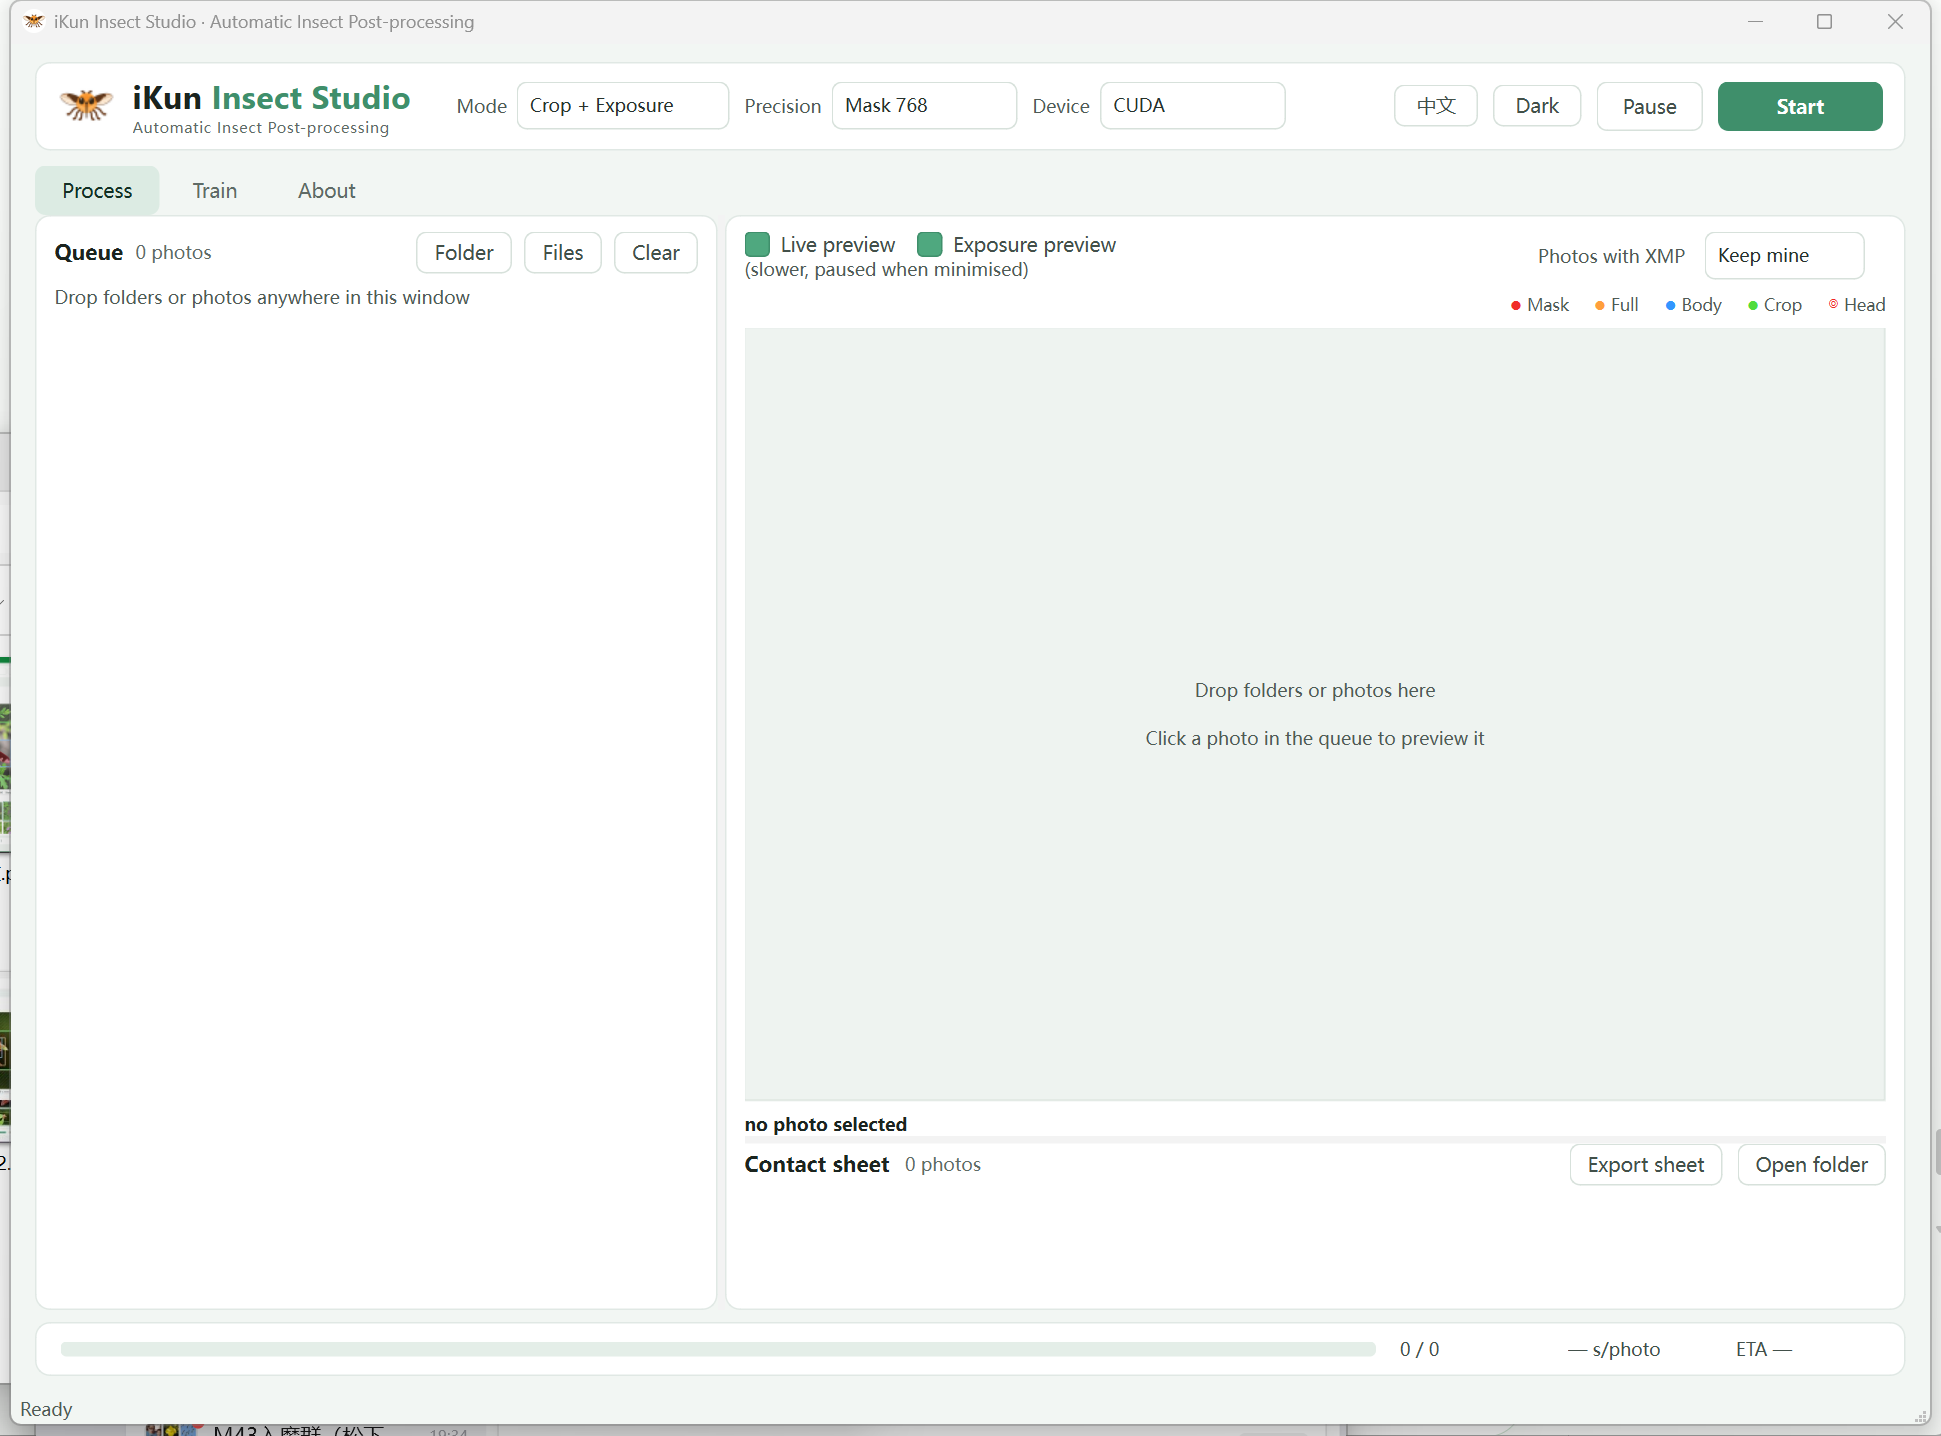 iKun Insect Studio · Automatic Insect Post-processing
iKun Insect Studio
Automatic Insect Post-processing
Mode Crop + Exposure Precision Mask 768 Device CUDA
中文 Dark Pause Start
Process Train About
Queue 0 photos Folder Files Clear
Drop folders or photos anywhere in this window
Live preview Exposure preview
(slower, paused when minimised)
Photos with XMP Keep mine
Mask Full Body Crop Head
Drop folders or photos here
Click a photo in the queue to preview it
no photo selected
Contact sheet 0 photos Export sheet Open folder
0 / 0 — s/photo ETA —
Ready